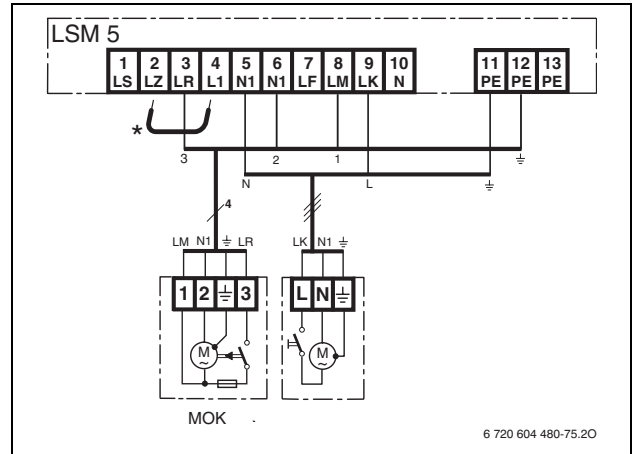 LSM 5
1 2 3 4 5 6 7 8 9 10 11 12 13
LS LZ LR L1 N1 N1 LF LM LK N PE PE PE
*
3 2 1
N L
4
LM N1 LR LK N1
1 2 3 L N
M ~ M ~
MOK .
6 720 604 480-75.2O